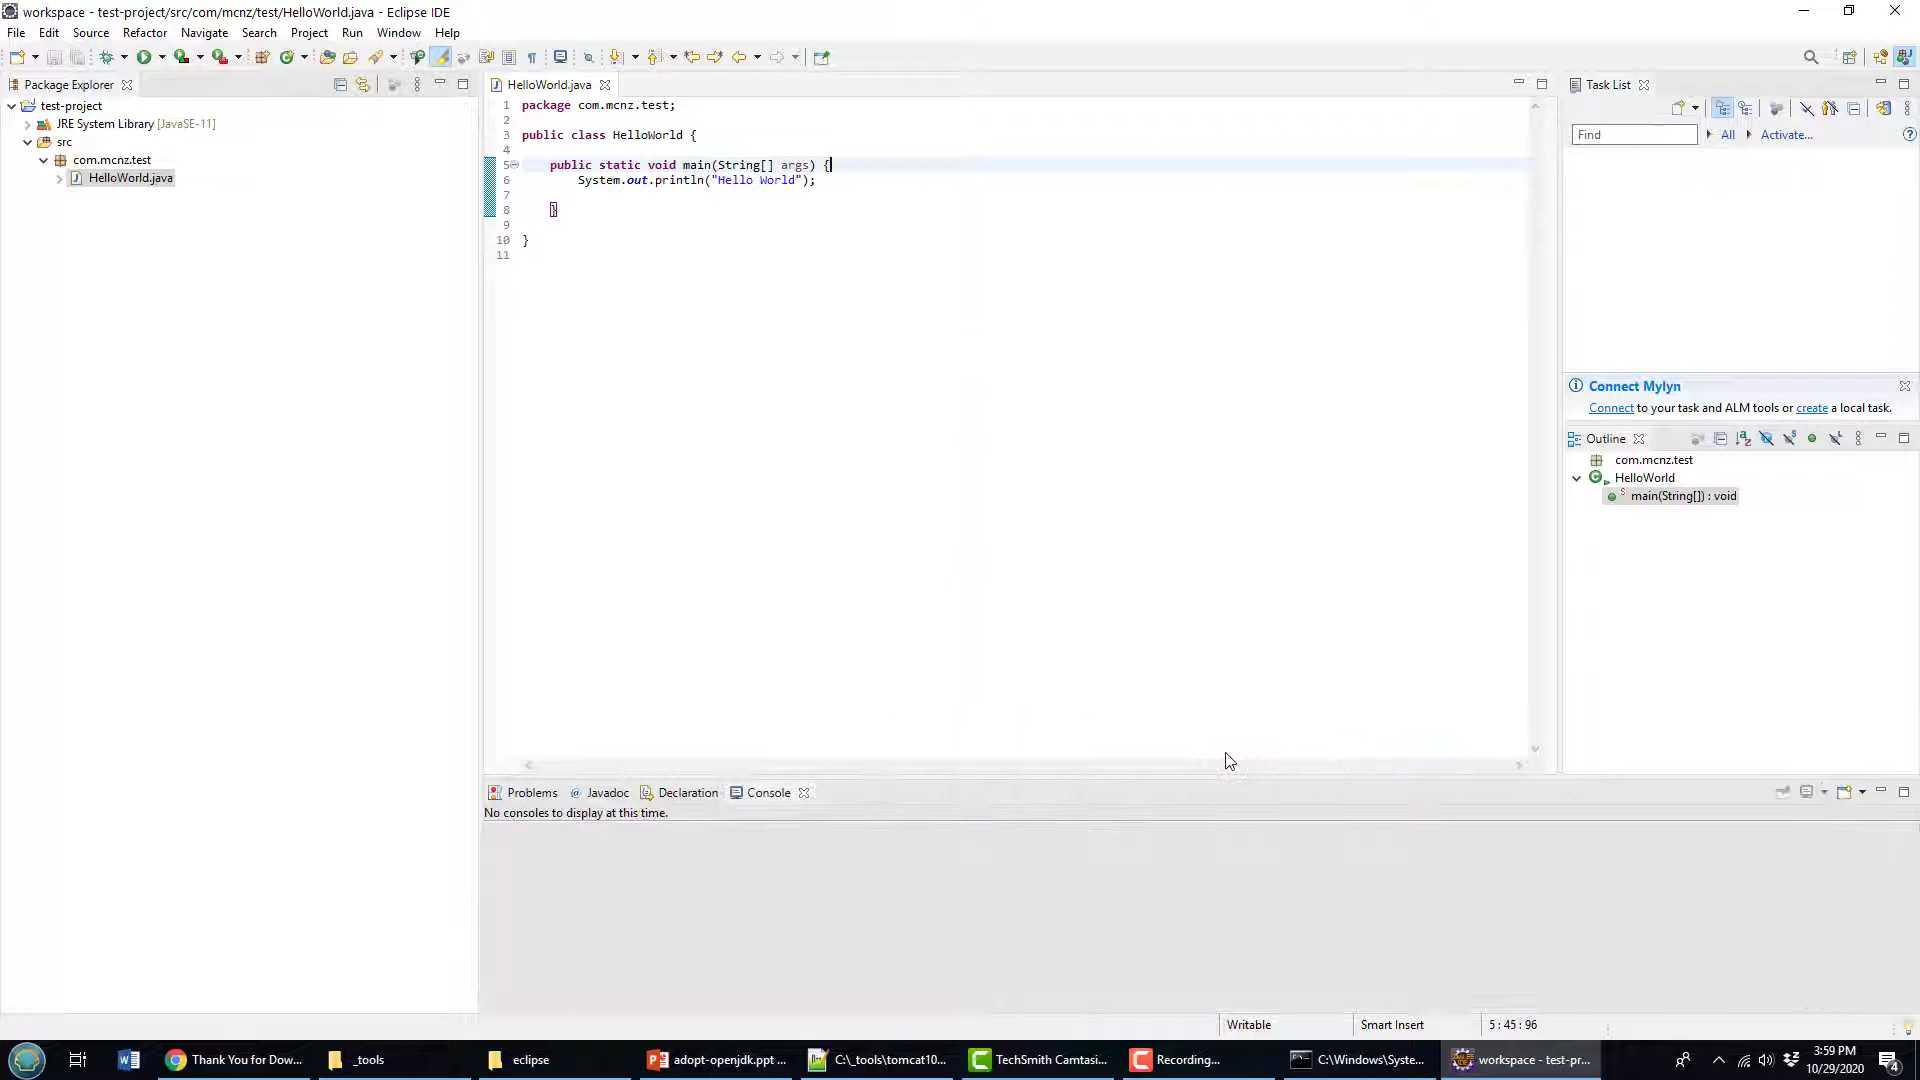 workspace - test-project/src/com/mcnz/test/HelloWorld.java - Eclipse IDE
File Edit Source Refactor Navigate Search Project Run Window Help
Package Explorer
test-project
JRE System Library [JavaSE-11]
src
com.mcnz.test
HelloWorld.java
HelloWorld.java
1 package com.mcnz.test;
2
3 public class HelloWorld {
4
5 public static void main(String[] args) {
6 System.out.println("Hello World");
7
8 }
9
10 }
11
Task List
Find All Activate...
Connect Mylyn
Connect to your task and ALM tools or create a local task.
Outline
com.mcnz.test
HelloWorld
main(String[]) : void
Problems @ Javadoc Declaration Console
No consoles to display at this time.
Writable Smart Insert 5 : 45 : 96
Thank You for Dow... _tools eclipse adopt-openjdk.ppt ... C:\_tools\tomcat10... TechSmith Camtasi... Recording... C:\Windows\Syste... workspace - test-pr... 3:59 PM
10/29/2020 4